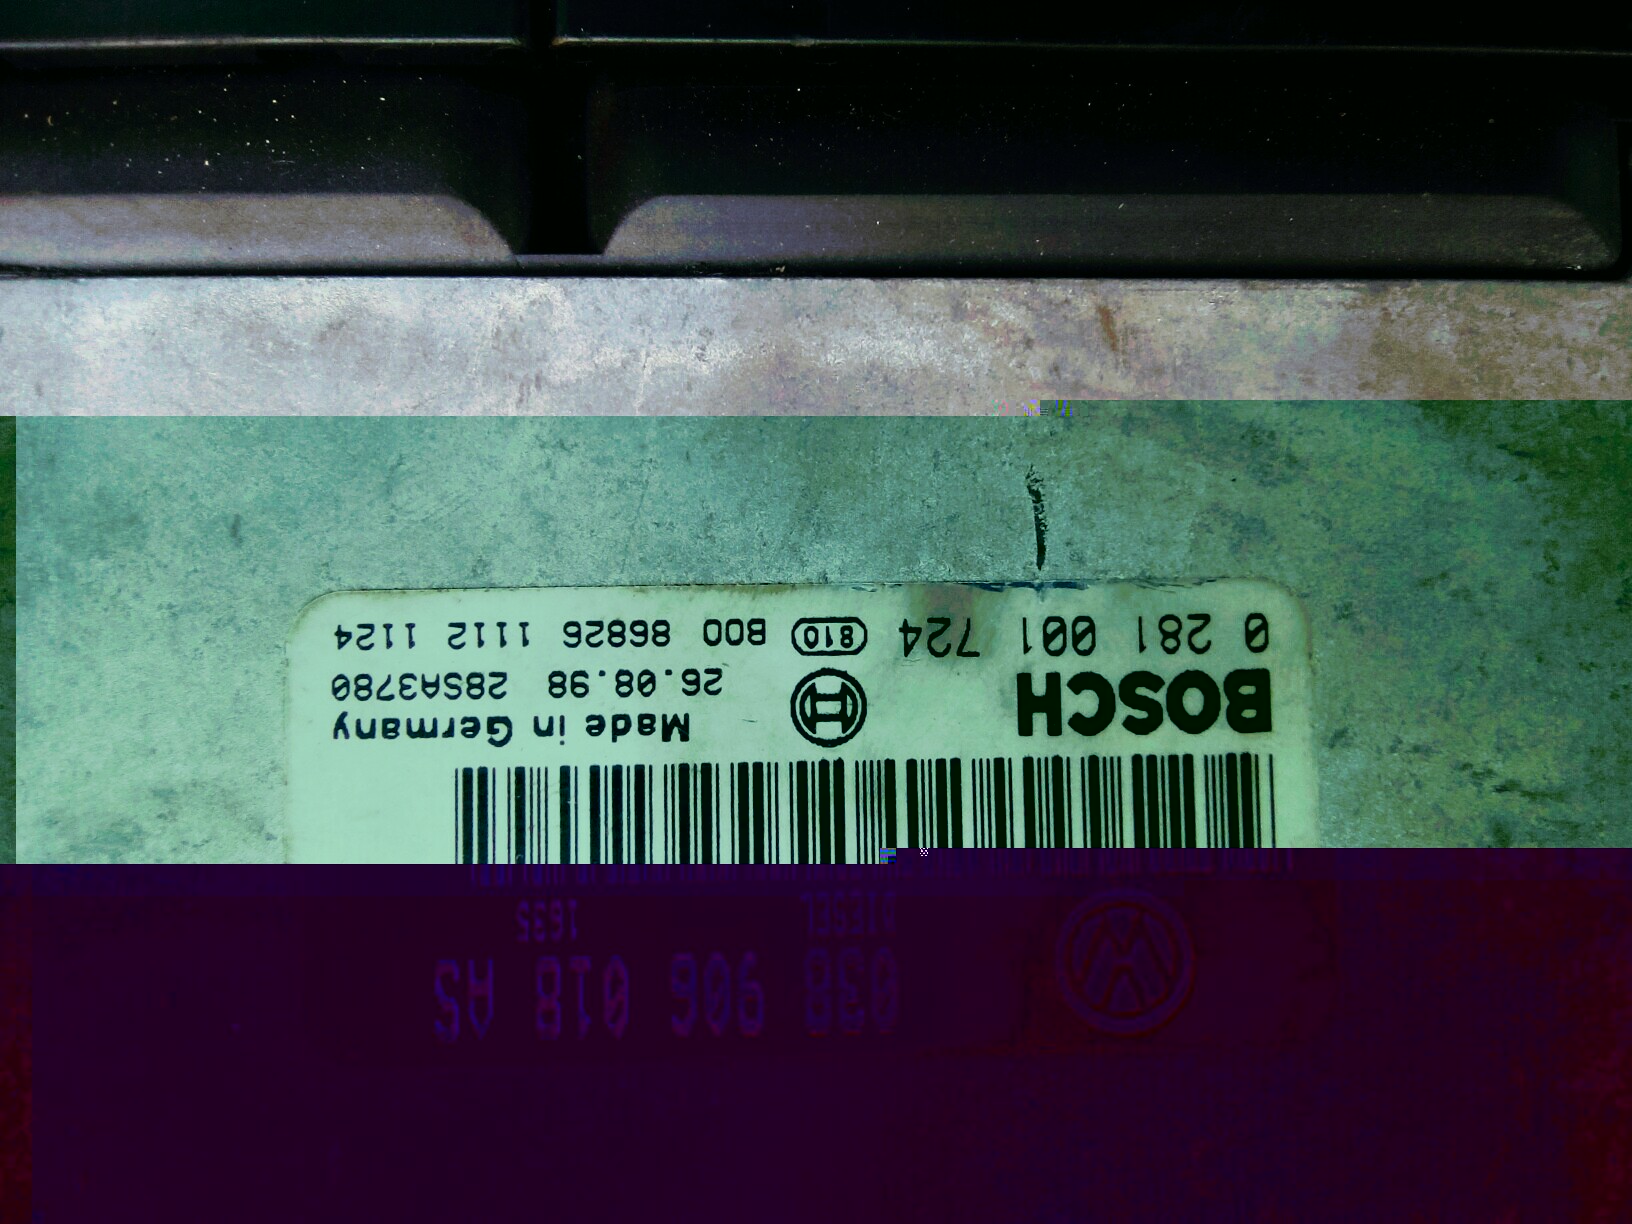 038 906 018 AS
DIESEL 1635
BOSCH
Made in Germany
26.08.98 28SA3780
0 281 001 724 810 B00 86826 1112 1124